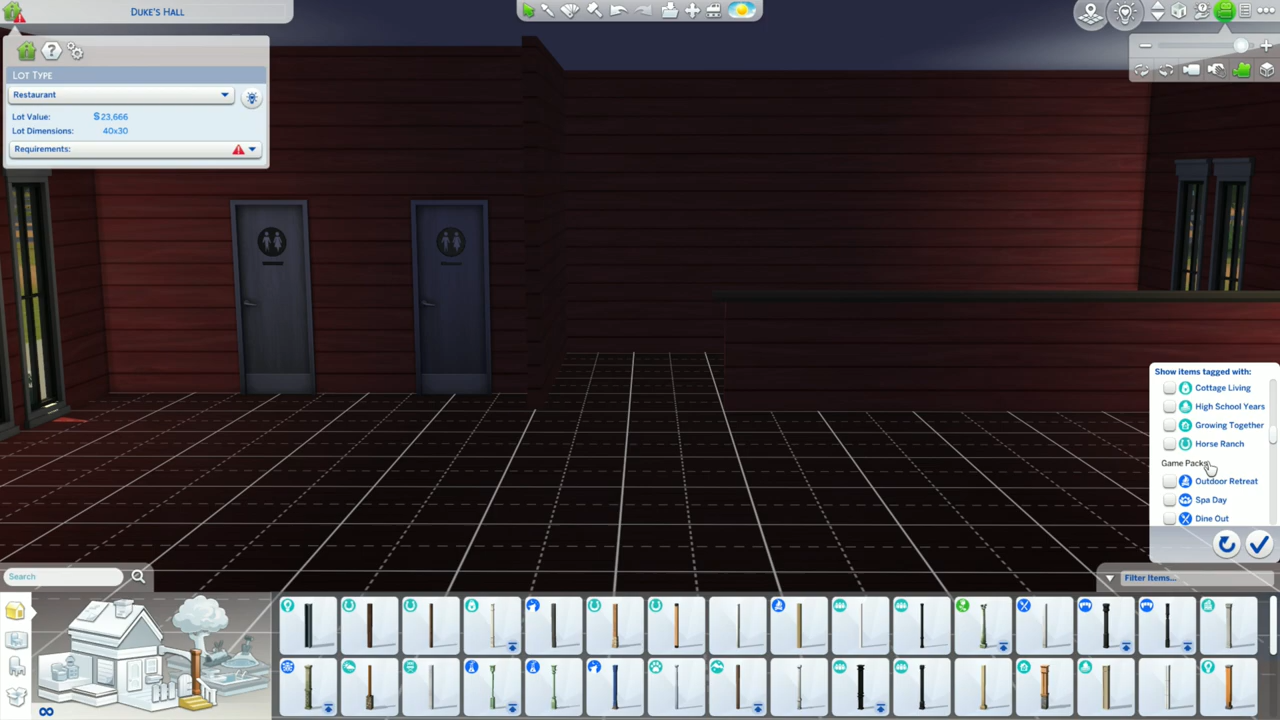 DUKE'S HALL
LOT TYPE
Restaurant
Lot Value: $23,666
Lot Dimensions: 40x30
Requirements:
Show items tagged with:
Cottage Living
High School Years
Growing Together
Horse Ranch
Game Packs
Outdoor Retreat
Spa Day
Dine Out
Search
Filter Items...